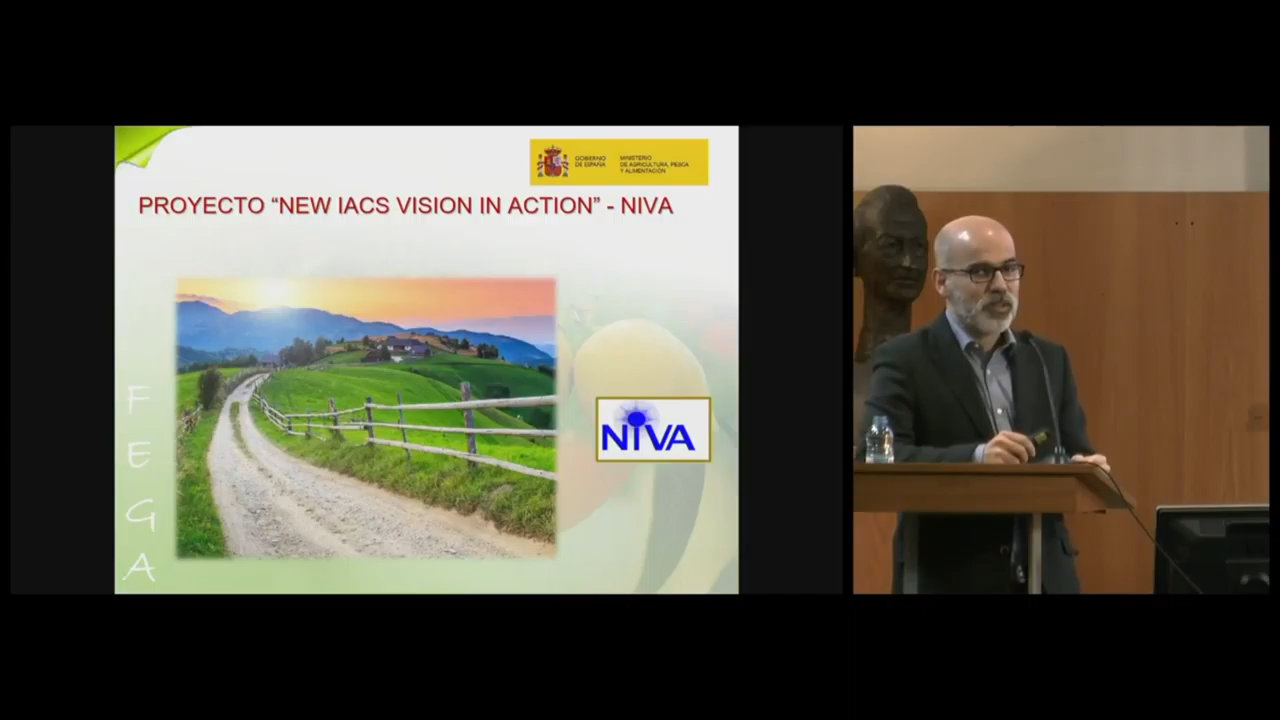 GOBIERNO
DE ESPAÑA
MINISTERIO
DE AGRICULTURA, PESCA
Y ALIMENTACIÓN
PROYECTO “NEW IACS VISION IN ACTION” - NIVA
NIVA
F
E
G
A